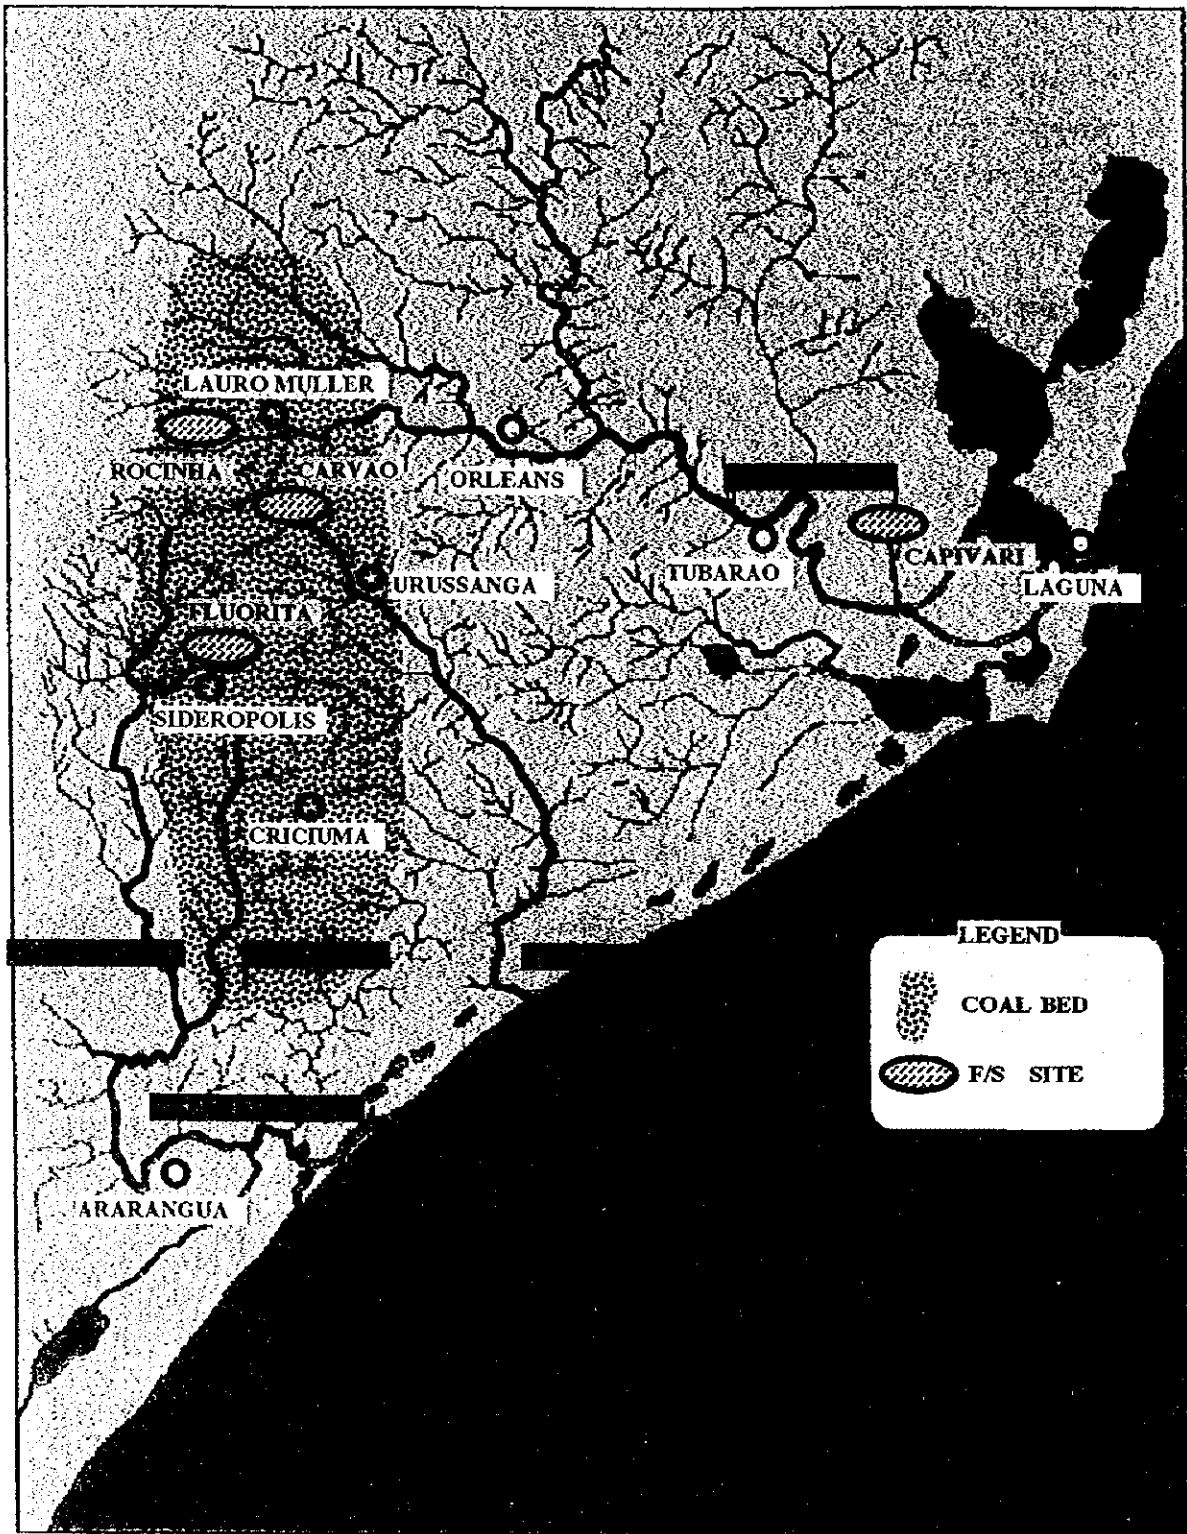 LAURO MULLER
ROCINHA
CARVAO
ORLEANS
TUBARAO
CAPIVARI
LAGUNA
URUSSANGA
FLUORITA
SIDEROPOLIS
CRICIUMA
LEGEND
COAL BED
F/S SITE
ARARANGUA